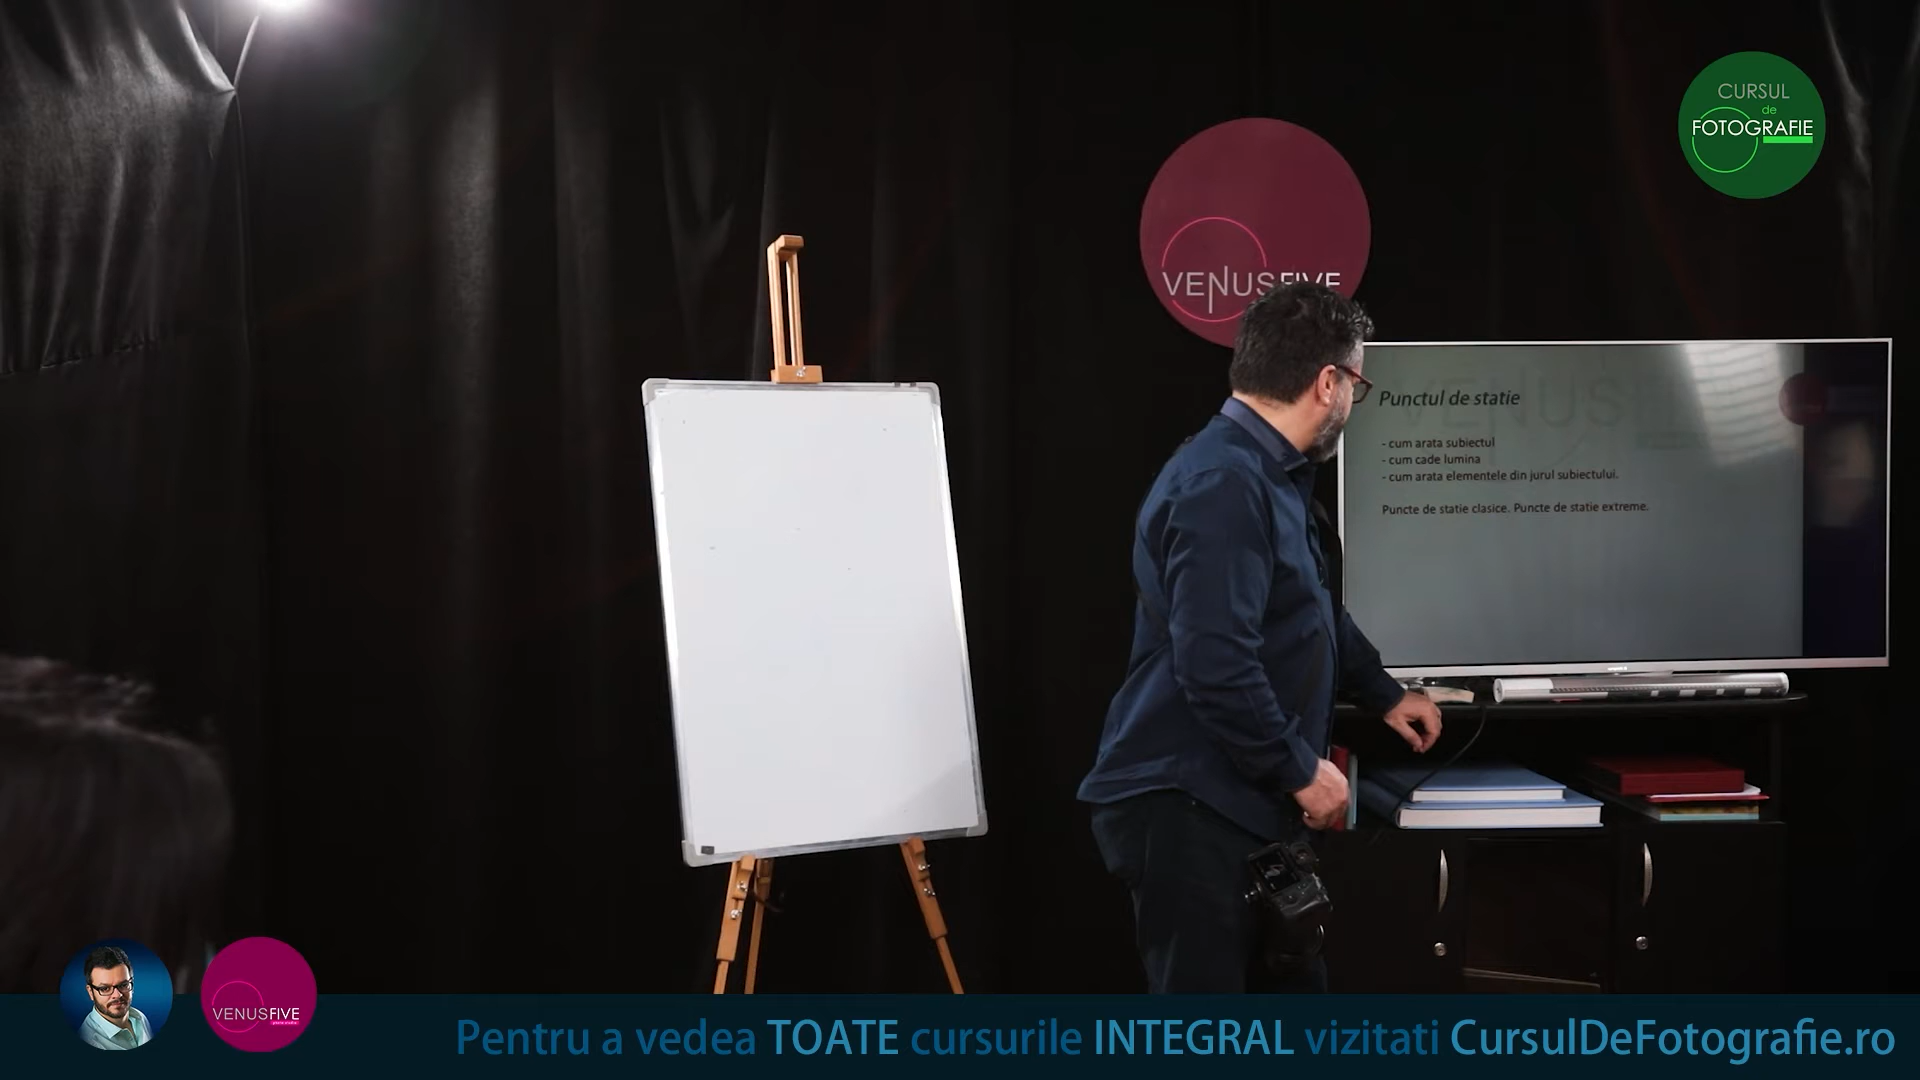 CURSUL
de
FOTOGRAFIE
VENUSFIVE
Punctul de statie
- cum arata subiectul
- cum cade lumina
- cum arata elementele din jurul subiectului.
Puncte de statie clasice. Puncte de statie extreme.
VENUSFIVE
Pentru a vedea TOATE cursurile INTEGRAL vizitati CursulDeFotografie.ro